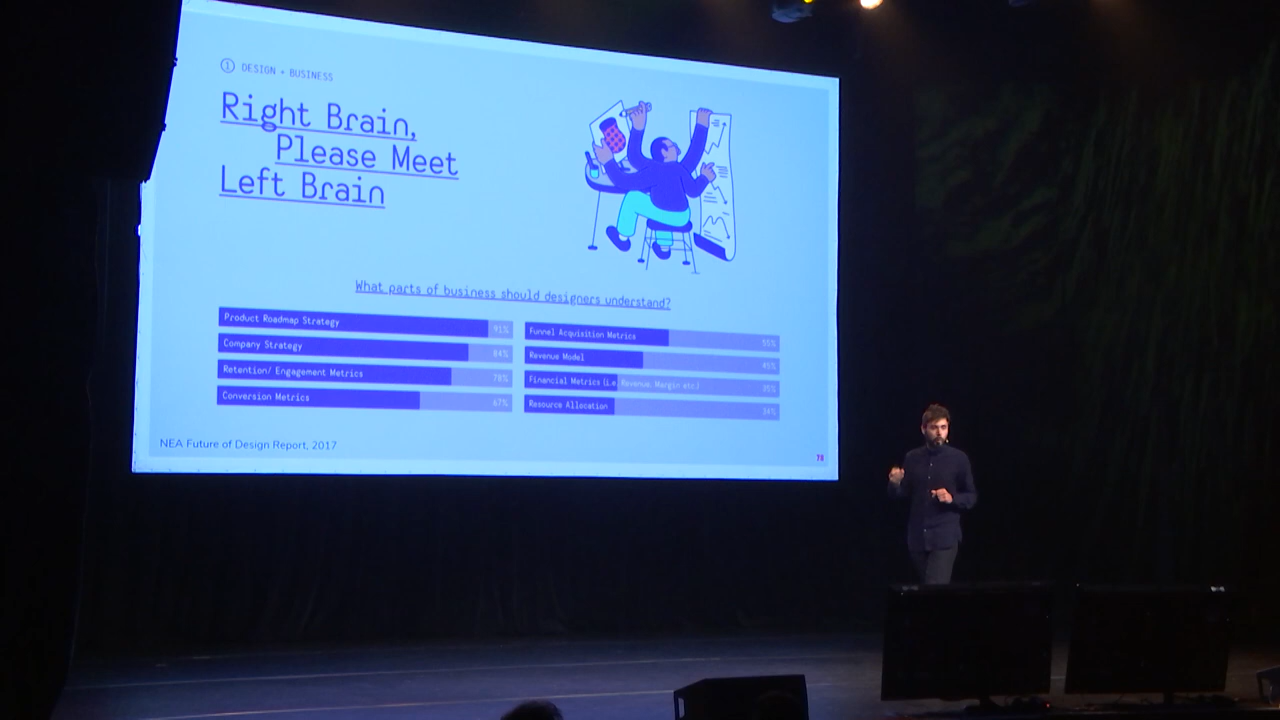 1 DESIGN + BUSINESS
Right Brain,
Please Meet
Left Brain
What parts of business should designers understand?
Product Roadmap Strategy 91%
Company Strategy 84%
Retention/ Engagement Metrics 78%
Conversion Metrics 67%
Funnel Acquisition Metrics 55%
Revenue Model 45%
Financial Metrics (i.e. Revenue, Margin etc.) 35%
Resource Allocation 34%
NEA Future of Design Report, 2017
78